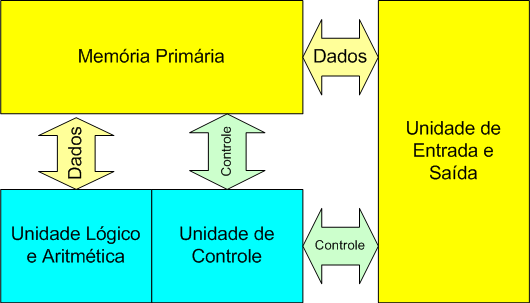 Memória Primária
Dados
Unidade de
Entrada e
Saída
Dados
Controle
Unidade Lógico
e Aritmética
Unidade de
Controle
Controle